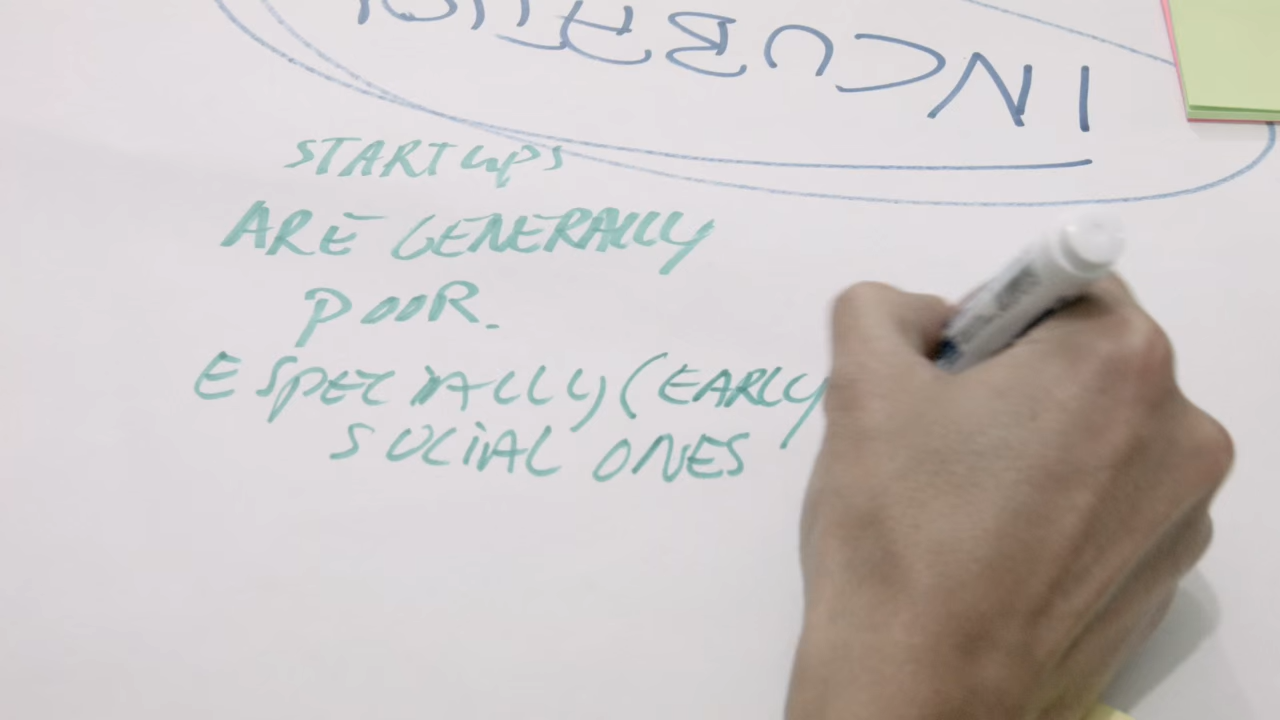 INCUBATION
STARTUPS
ARE GENERALLY
POOR.
ESPECIALLY (EARLY
SOCIAL ONES